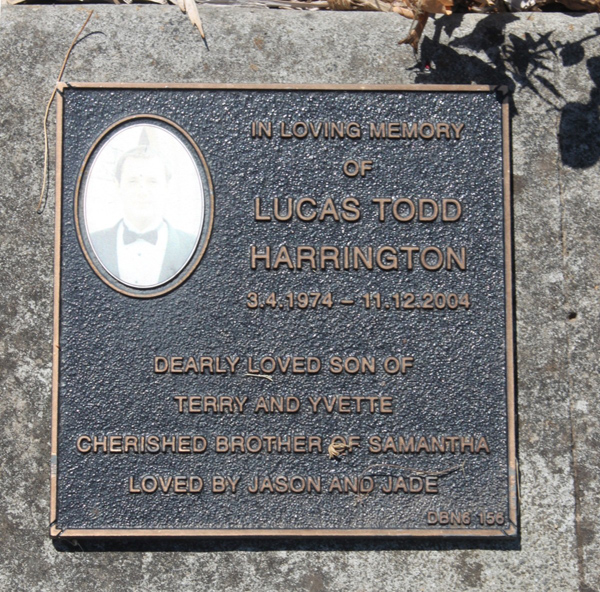 IN LOVING MEMORY
OF
LUCAS TODD
HARRINGTON
3.4.1974 – 11.12.2004
DEARLY LOVED SON OF
TERRY AND YVETTE
CHERISHED BROTHER OF SAMANTHA
LOVED BY JASON AND JADE
DBN6 156